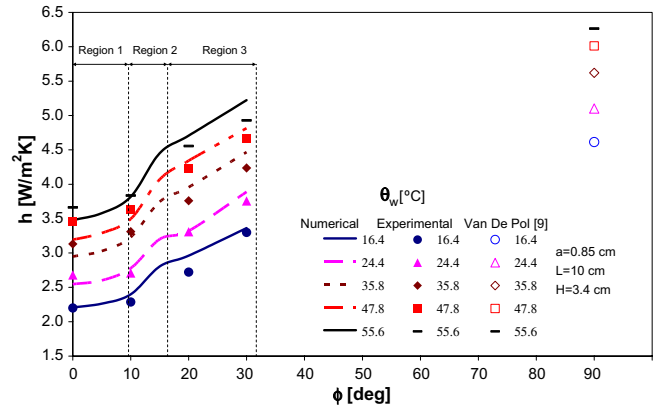 6.5
6.0
5.5
5.0
4.5
4.0
3.5
3.0
2.5
2.0
1.5
h [W/m²K]
Region 1 Region 2 Region 3
θw[°C]
Numerical Experimental Van De Pol [9]
16.4 16.4 16.4
24.4 24.4 24.4
35.8 35.8 35.8
47.8 47.8 47.8
55.6 55.6 55.6
a=0.85 cm
L=10 cm
H=3.4 cm
0 10 20 30 40 50 60 70 80 90
ϕ [deg]